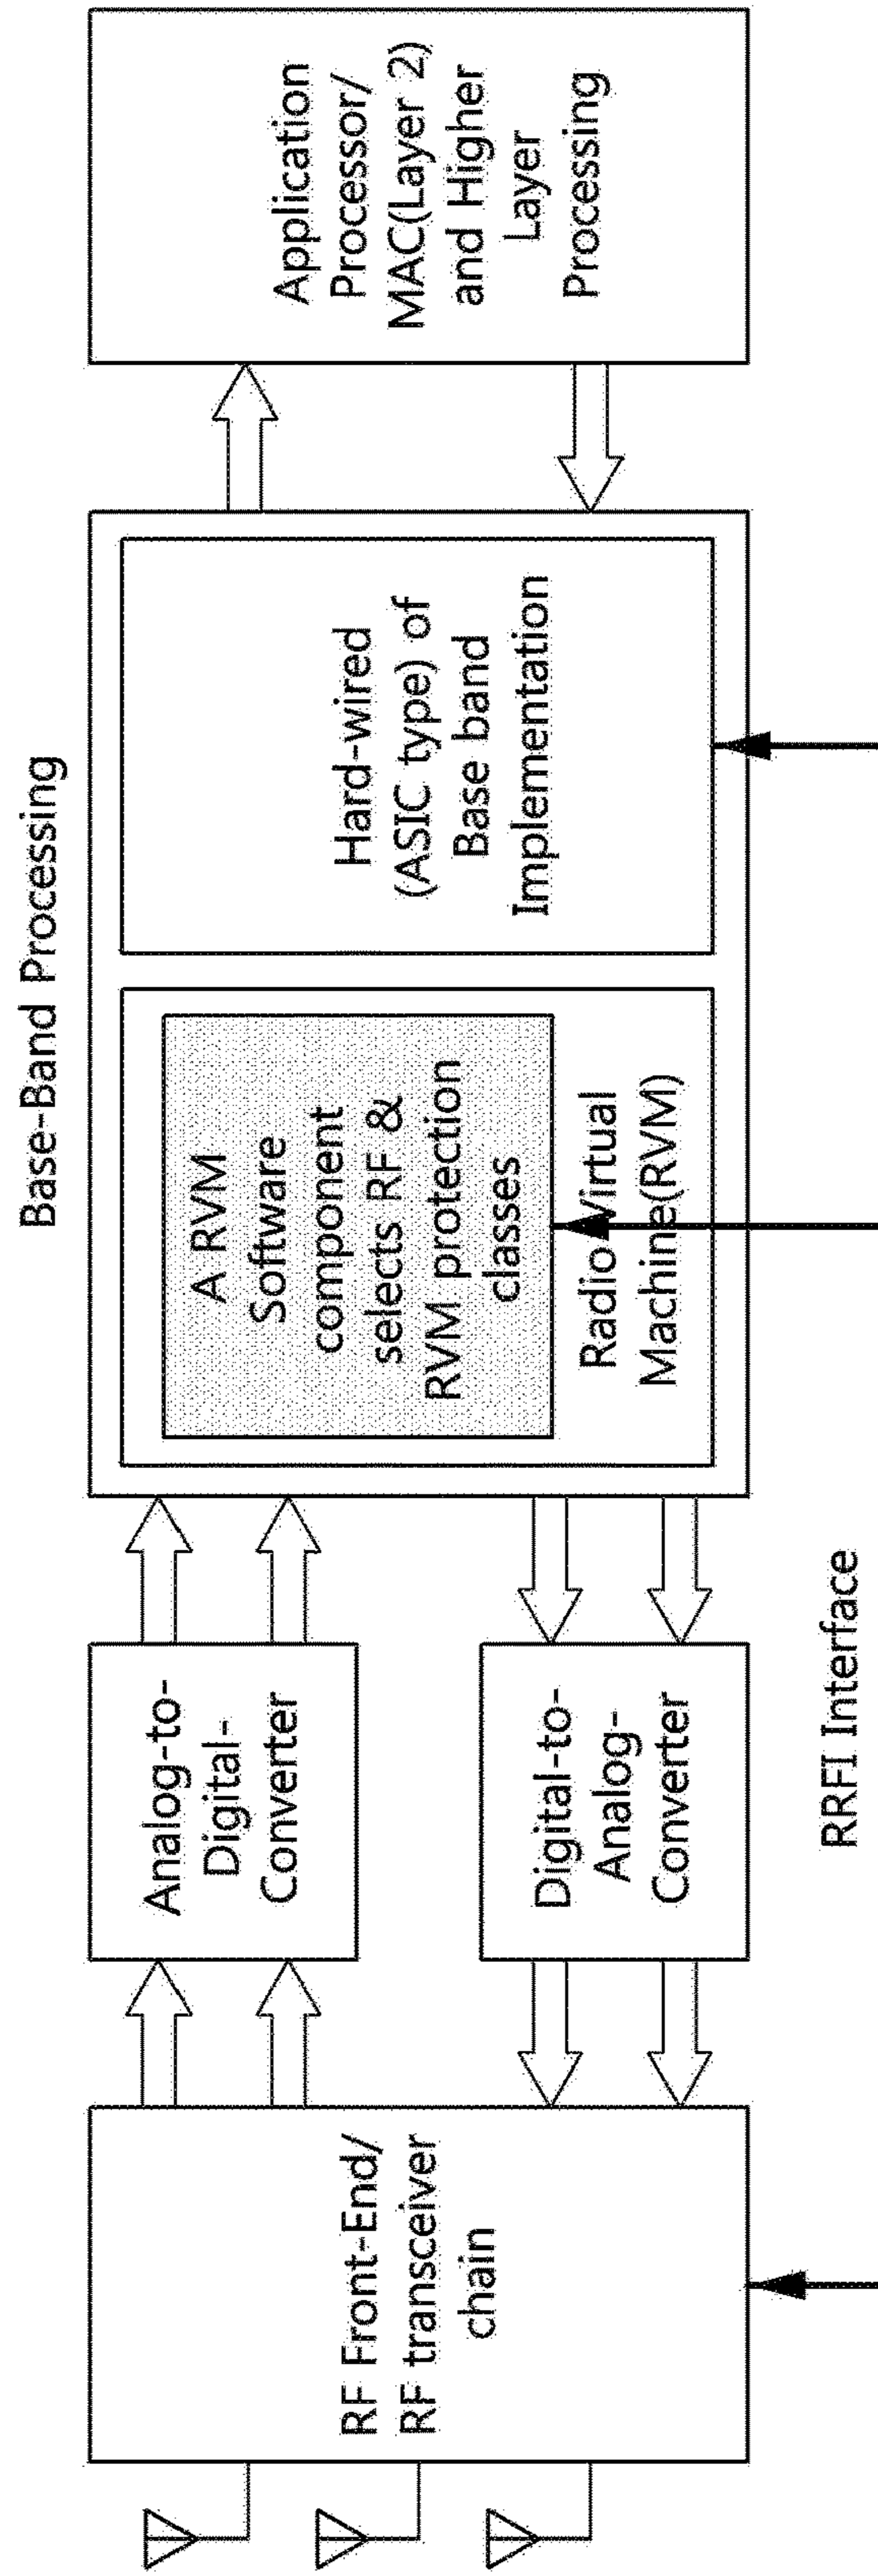 Base-Band Processing
RF Front-End/
RF transceiver
chain
Analog-to-
Digital-
Converter
Digital-to-
Analog-
Converter
RRFI Interface
A RVM
Software
component
selects RF &
RVM protection
classes
Radio Virtual
Machine(RVM)
Hard-wired
(ASIC type) of
Base band
Implementation
Application
Processor/
MAC(Layer 2)
and Higher
Layer
Processing